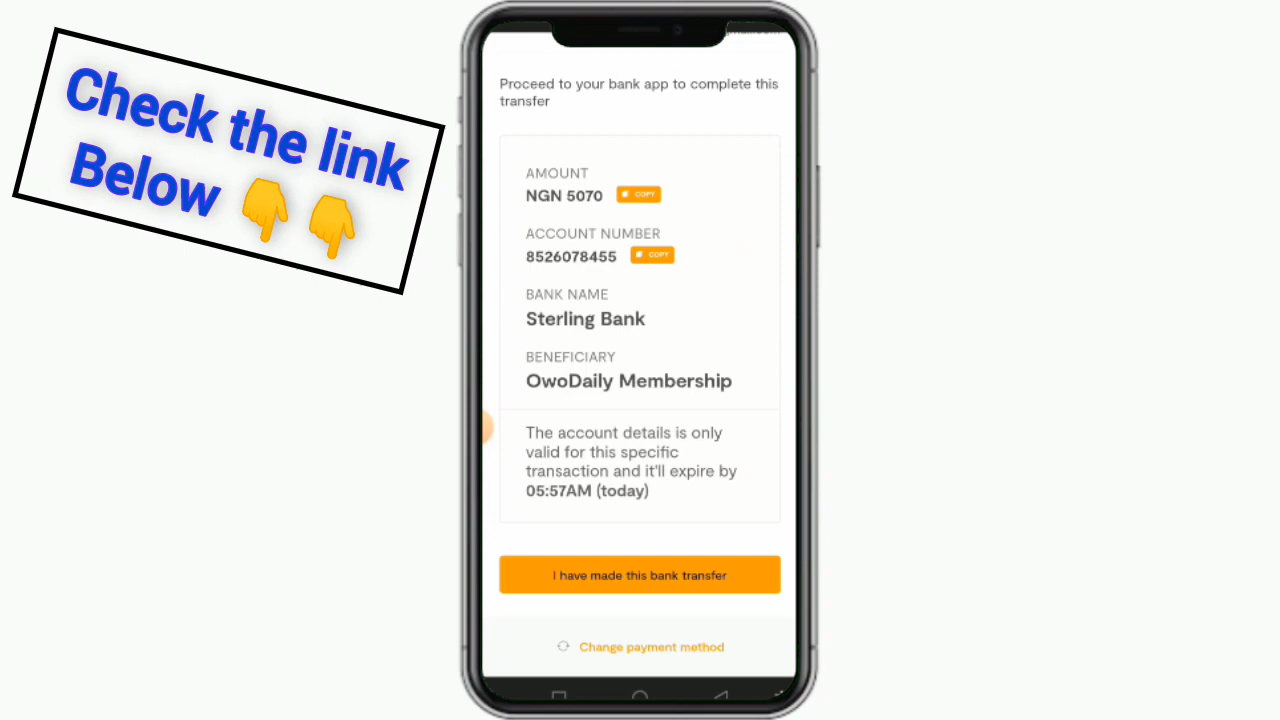 Check the link
Below 👇👇
Proceed to your bank app to complete this
transfer
AMOUNT
NGN 5070 COPY
ACCOUNT NUMBER
8526078455 COPY
BANK NAME
Sterling Bank
BENEFICIARY
OwoDaily Membership
The account details is only
valid for this specific
transaction and it'll expire by
05:57AM (today)
I have made this bank transfer
Change payment method